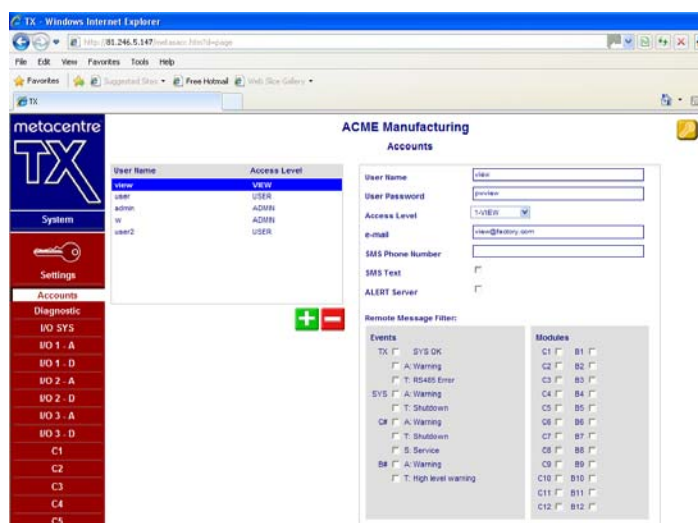 TX - Windows Internet Explorer
http://81.246.5.147/
File Edit View Favorites Tools Help
Favorites Suggested Sites Free Hotmail Web Slice Gallery
TX
metacentre
TX
System
Settings
Accounts
Diagnostic
I/O SYS
I/O 1 - A
I/O 1 - D
I/O 2 - A
I/O 2 - D
I/O 3 - A
I/O 3 - D
C1
C2
C3
C4
C5
ACME Manufacturing
Accounts
User Name Access Level
view VIEW
user USER
admin ADMIN
w ADMIN
user2 USER
User Name view
User Password pwview
Access Level 1-VIEW
e-mail view@factory.com
SMS Phone Number
SMS Text
ALERT Server
Remote Message Filter:
Events
TX SYS OK
A: Warning
T: RS485 Error
SYS A: Warning
T: Shutdown
C# A: Warning
T: Shutdown
S: Service
B# A: Warning
T: High level warning
Modules
C1 B1
C2 B2
C3 B3
C4 B4
C5 B5
C6 B6
C7 B7
C8 B8
C9 B9
C10 B10
C11 B11
C12 B12